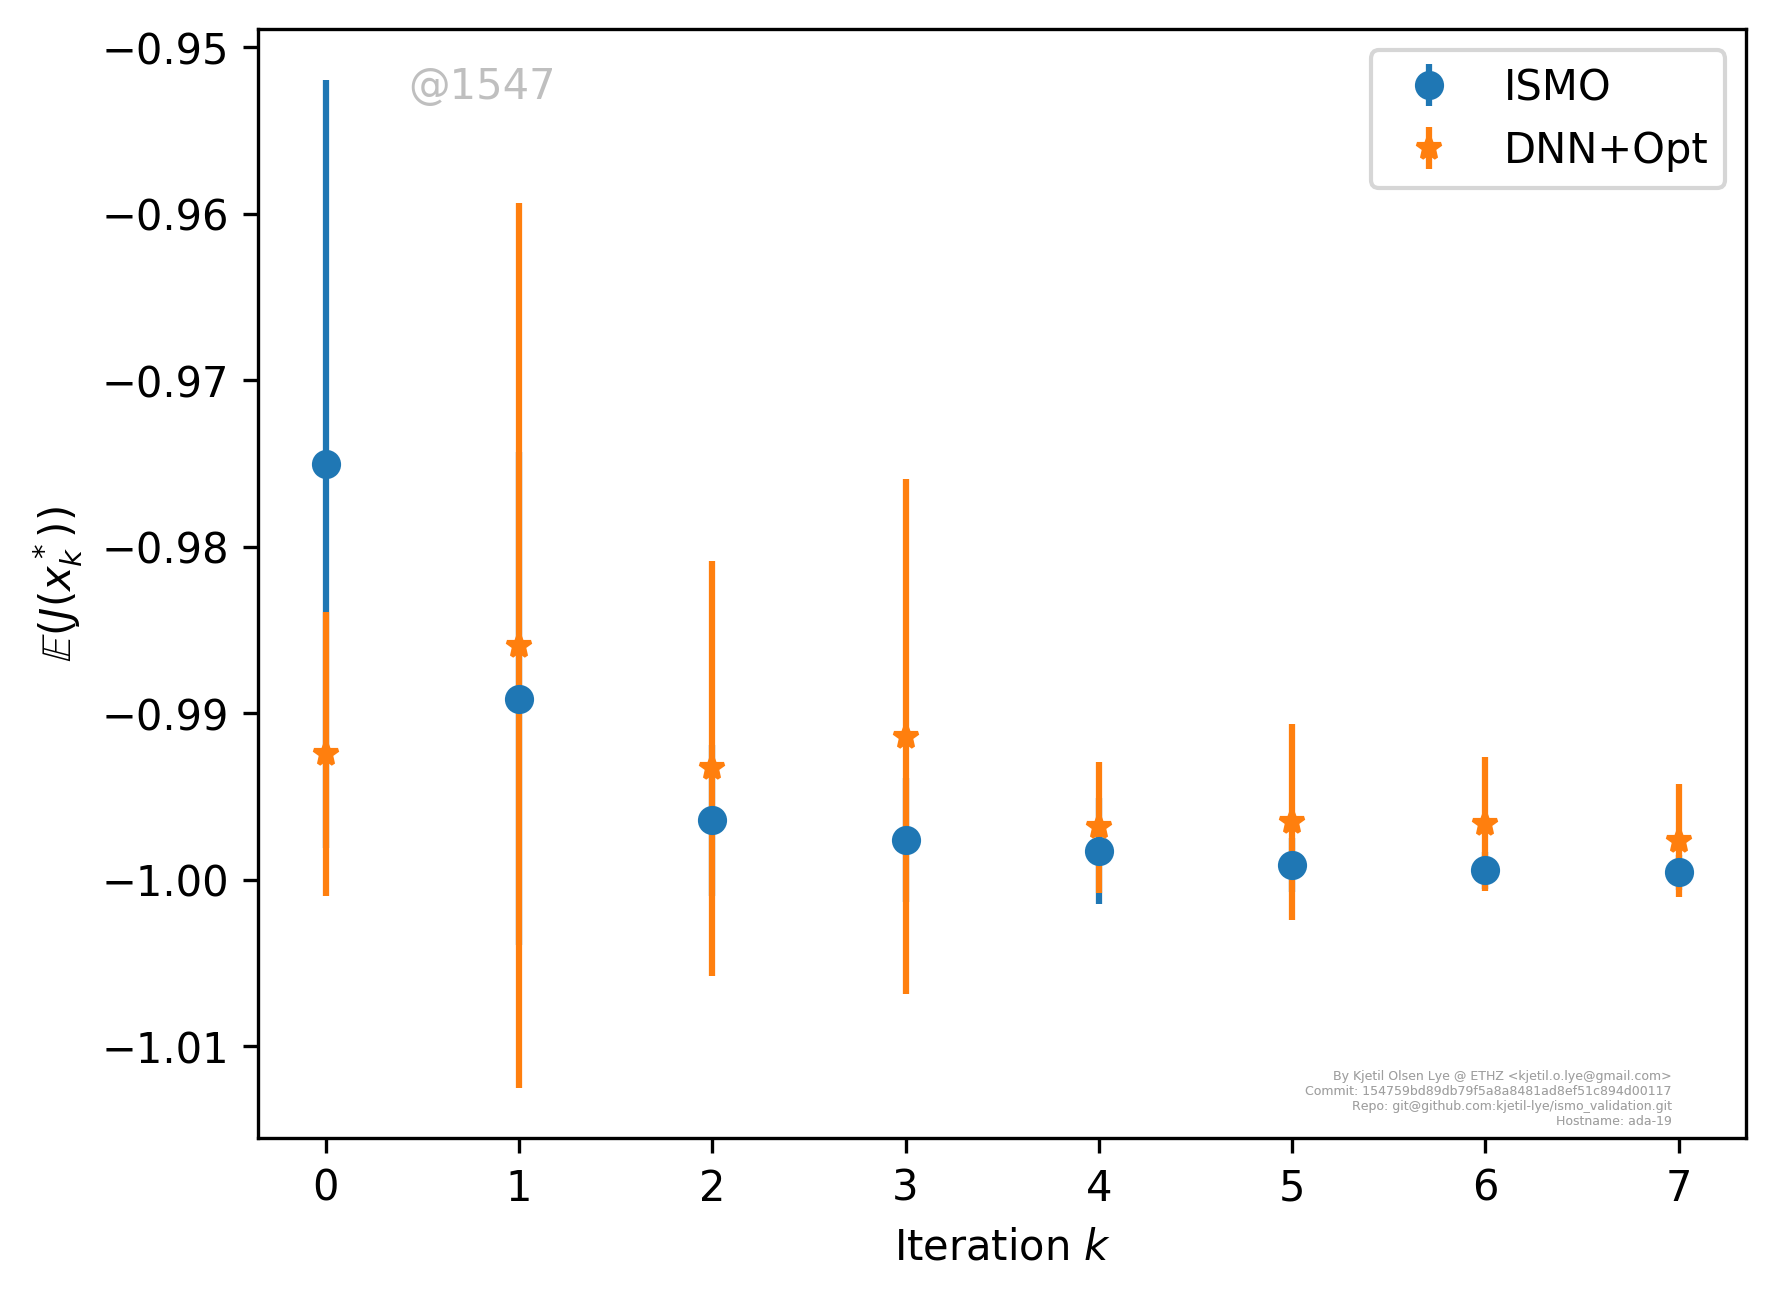 @1547
ISMO
DNN+Opt
−0.95
−0.96
−0.97
−0.98
−0.99
−1.00
−1.01
𝔼(J(x*k))
0 1 2 3 4 5 6 7
Iteration k
By Kjetil Olsen Lye @ ETHZ <kjetil.o.lye@gmail.com>
Commit: 154759bd89db79f5a8a8481ad8ef51c894d00117
Repo: git@github.com:kjetil-lye/ismo_validation.git
Hostname: ada-19